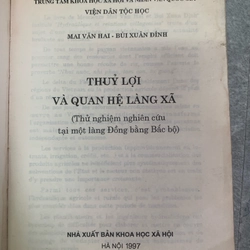 TRUNG TÂM KHOA HỌC XÃ HỘI VÀ NHÂN VĂN QUỐC GIA
VIỆN DÂN TỘC HỌC
MAI VĂN HAI - BÙI XUÂN ĐÍNH
THUỶ LỢI
VÀ QUAN HỆ LÀNG XÃ
(Thử nghiệm nghiên cứu
tại một làng Đồng bằng Bắc bộ)
NHÀ XUẤT BẢN KHOA HỌC XÃ HỘI
HÀ NỘI 1997